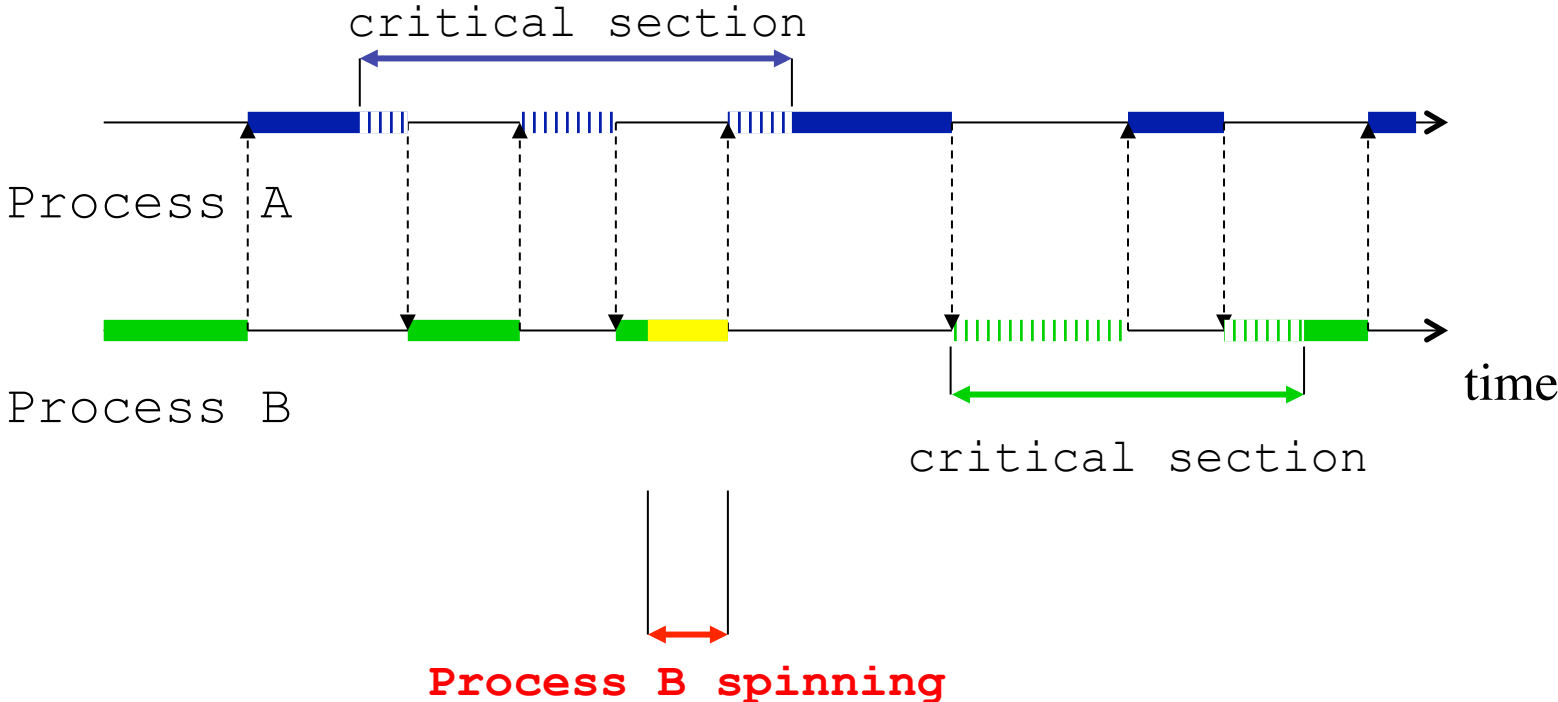 critical section
Process A
time
Process B
critical section
Process B spinning